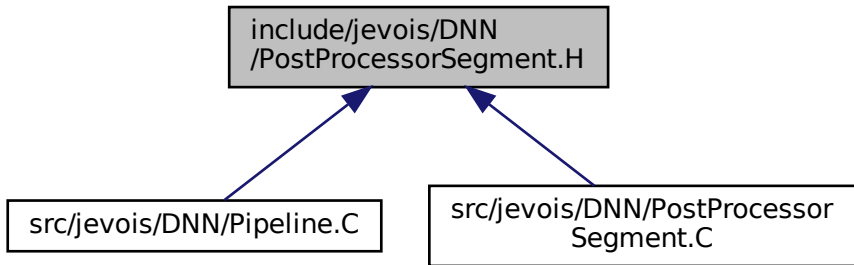 include/jevois/DNN
/PostProcessorSegment.H
src/jevois/DNN/Pipeline.C
src/jevois/DNN/PostProcessor
Segment.C